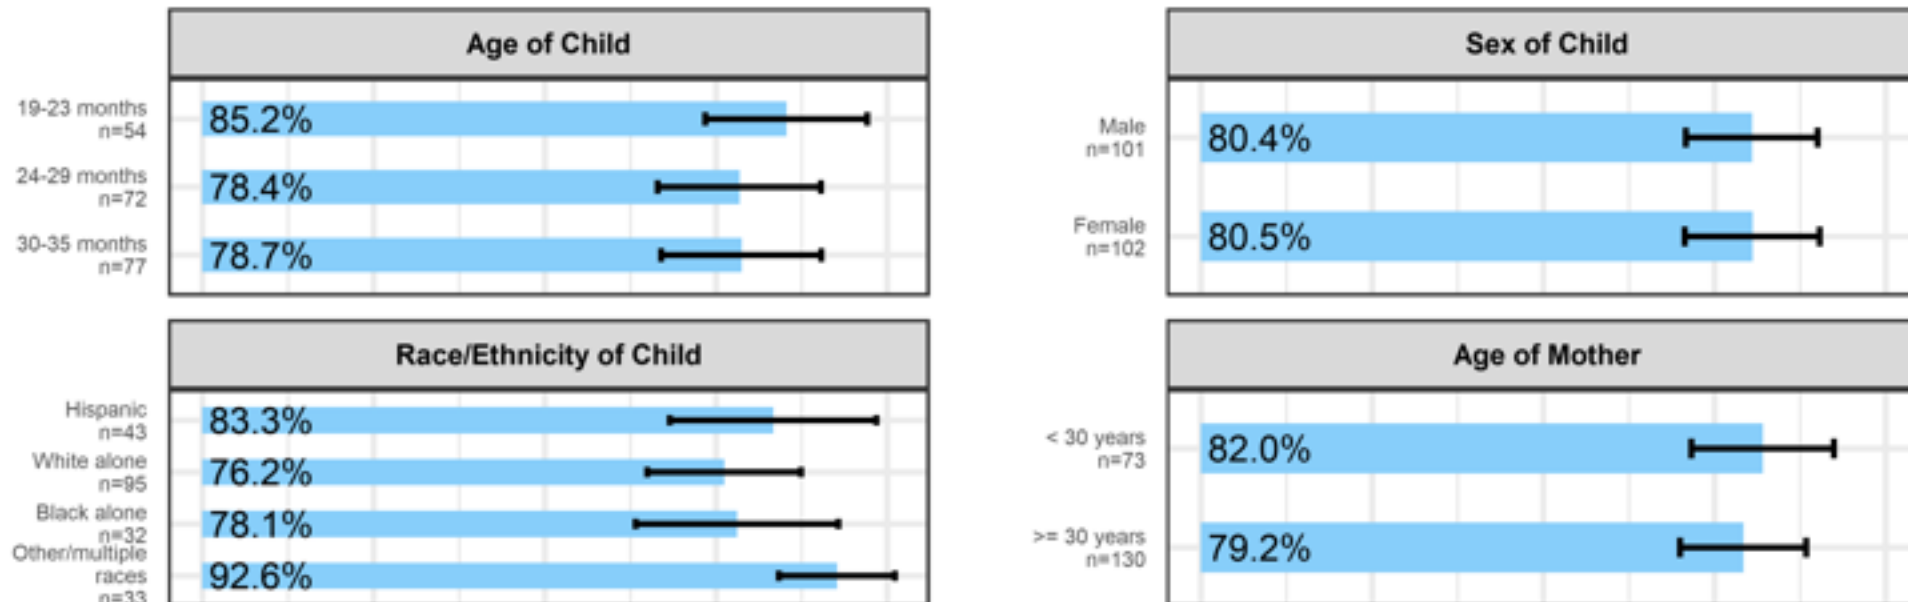 Age of Child
19-23 months
n=54
85.2%
24-29 months
n=72
78.4%
30-35 months
n=77
78.7%
Sex of Child
Male
n=101
80.4%
Female
n=102
80.5%
Race/Ethnicity of Child
Hispanic
n=43
83.3%
White alone
n=95
76.2%
Black alone
n=32
78.1%
Other/multiple
races
n=33
92.6%
Age of Mother
< 30 years
n=73
82.0%
>= 30 years
n=130
79.2%